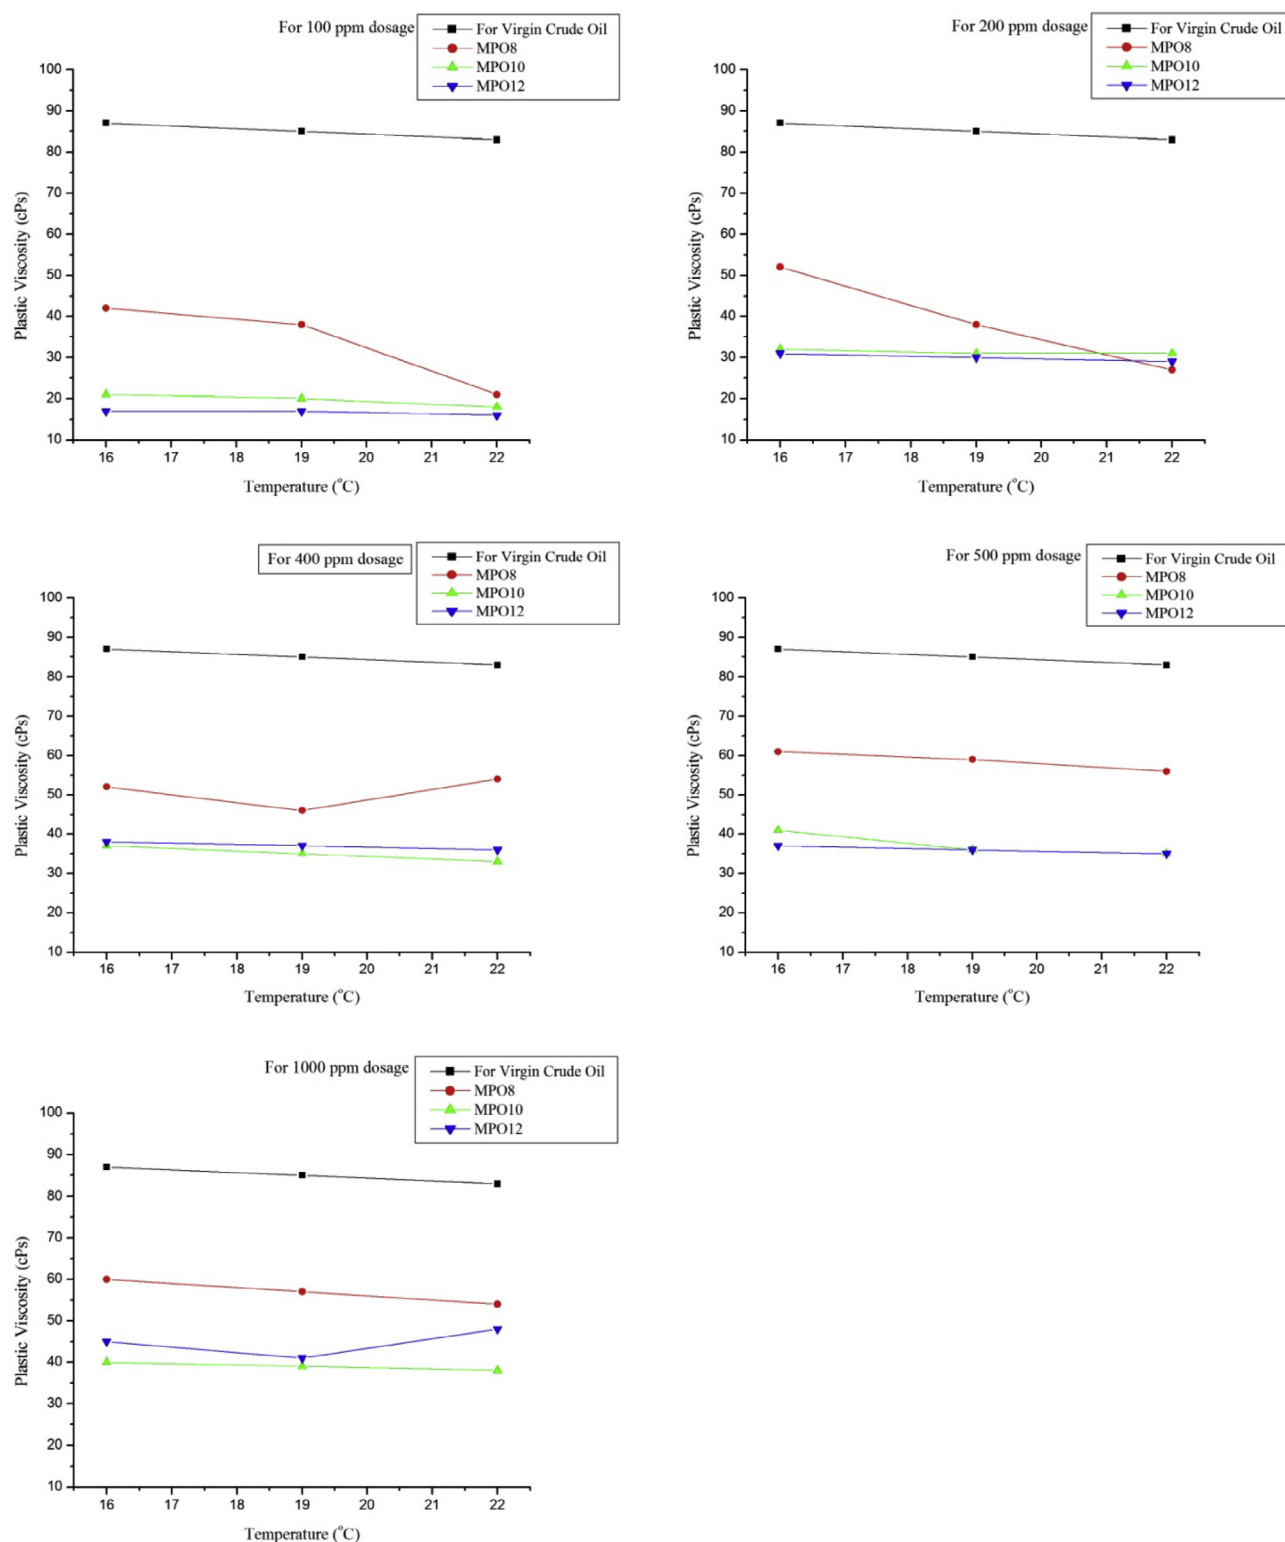 For 100 ppm dosage
For Virgin Crude Oil
MPO8
MPO10
MPO12
100
90
80
70
60
50
40
30
20
10
Plastic Viscosity (cPs)
16 17 18 19 20 21 22
Temperature (°C)
For 200 ppm dosage
For Virgin Crude Oil
MPO8
MPO10
MPO12
100
90
80
70
60
50
40
30
20
10
Plastic Viscosity (cPs)
16 17 18 19 20 21 22
Temperature (°C)
For 400 ppm dosage
For Virgin Crude Oil
MPO8
MPO10
MPO12
100
90
80
70
60
50
40
30
20
10
Plastic Viscosity (cPs)
16 17 18 19 20 21 22
Temperature (°C)
For 500 ppm dosage
For Virgin Crude Oil
MPO8
MPO10
MPO12
100
90
80
70
60
50
40
30
20
10
Plastic Viscosity (cPs)
16 17 18 19 20 21 22
Temperature (°C)
For 1000 ppm dosage
For Virgin Crude Oil
MPO8
MPO10
MPO12
100
90
80
70
60
50
40
30
20
10
Plastic Viscosity (cPs)
16 17 18 19 20 21 22
Temperature (°C)